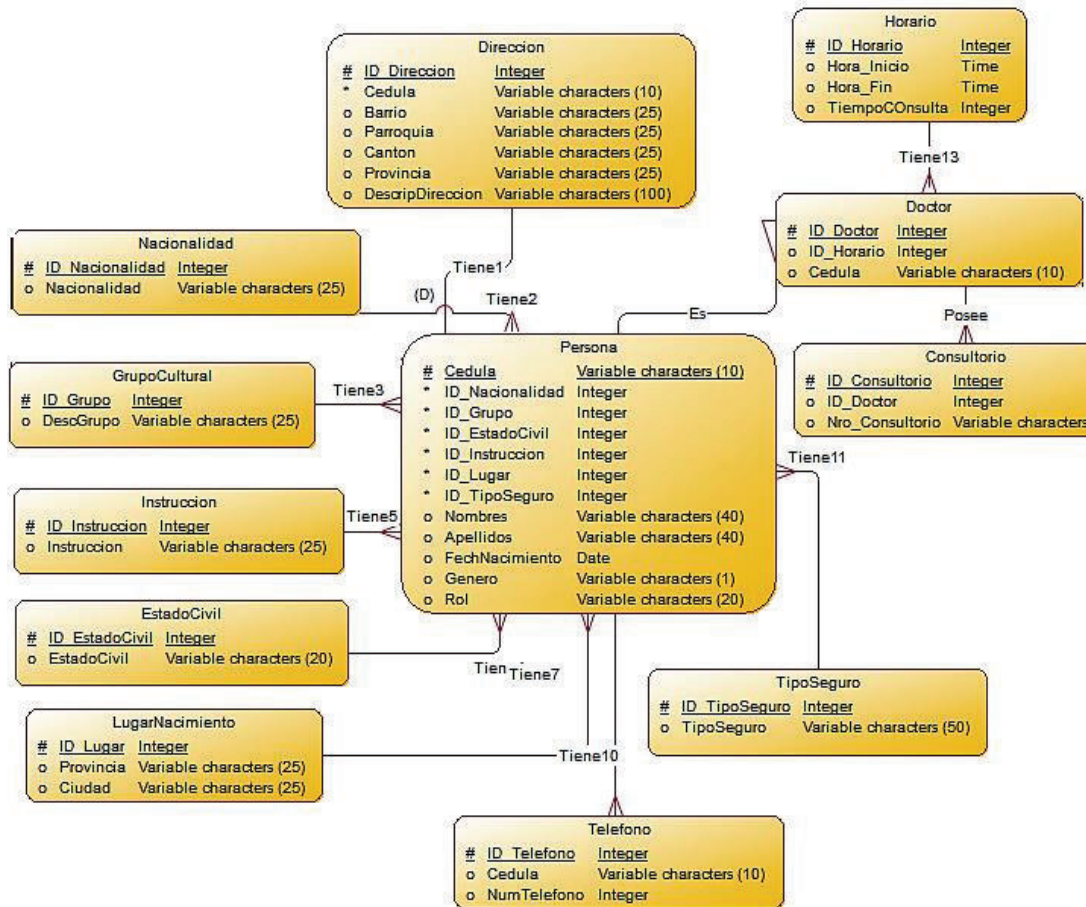 Direccion
# ID_Direccion Integer
* Cedula Variable characters (10)
o Barrio Variable characters (25)
o Parroquia Variable characters (25)
o Canton Variable characters (25)
o Provincia Variable characters (25)
o DescripDireccion Variable characters (100)
Horario
# ID_Horario Integer
o Hora_Inicio Time
o Hora_Fin Time
o TiempoCOnsulta Integer
Tiene13
Doctor
# ID_Doctor Integer
o ID_Horario Integer
o Cedula Variable characters (10)
Nacionalidad
# ID_Nacionalidad Integer
o Nacionalidad Variable characters (25)
Tiene1
(D)
Tiene2
Es
Posee
Consultorio
# ID_Consultorio Integer
o ID_Doctor Integer
o Nro_Consultorio Variable characters
Persona
# Cedula Variable characters (10)
* ID_Nacionalidad Integer
* ID_Grupo Integer
* ID_EstadoCivil Integer
* ID_Instruccion Integer
* ID_Lugar Integer
* ID_TipoSeguro Integer
o Nombres Variable characters (40)
o Apellidos Variable characters (40)
o FechNacimiento Date
o Genero Variable characters (1)
o Rol Variable characters (20)
GrupoCultural
# ID_Grupo Integer
o DescGrupo Variable characters (25)
Tiene3
Tiene11
Instruccion
# ID_Instruccion Integer
o Instruccion Variable characters (25)
Tiene5
EstadoCivil
# ID_EstadoCivil Integer
o EstadoCivil Variable characters (20)
Tiene7
TipoSeguro
# ID_TipoSeguro Integer
o TipoSeguro Variable characters (50)
LugarNacimiento
# ID_Lugar Integer
o Provincia Variable characters (25)
o Ciudad Variable characters (25)
Tiene10
Telefono
# ID_Telefono Integer
o Cedula Variable characters (10)
o NumTelefono Integer